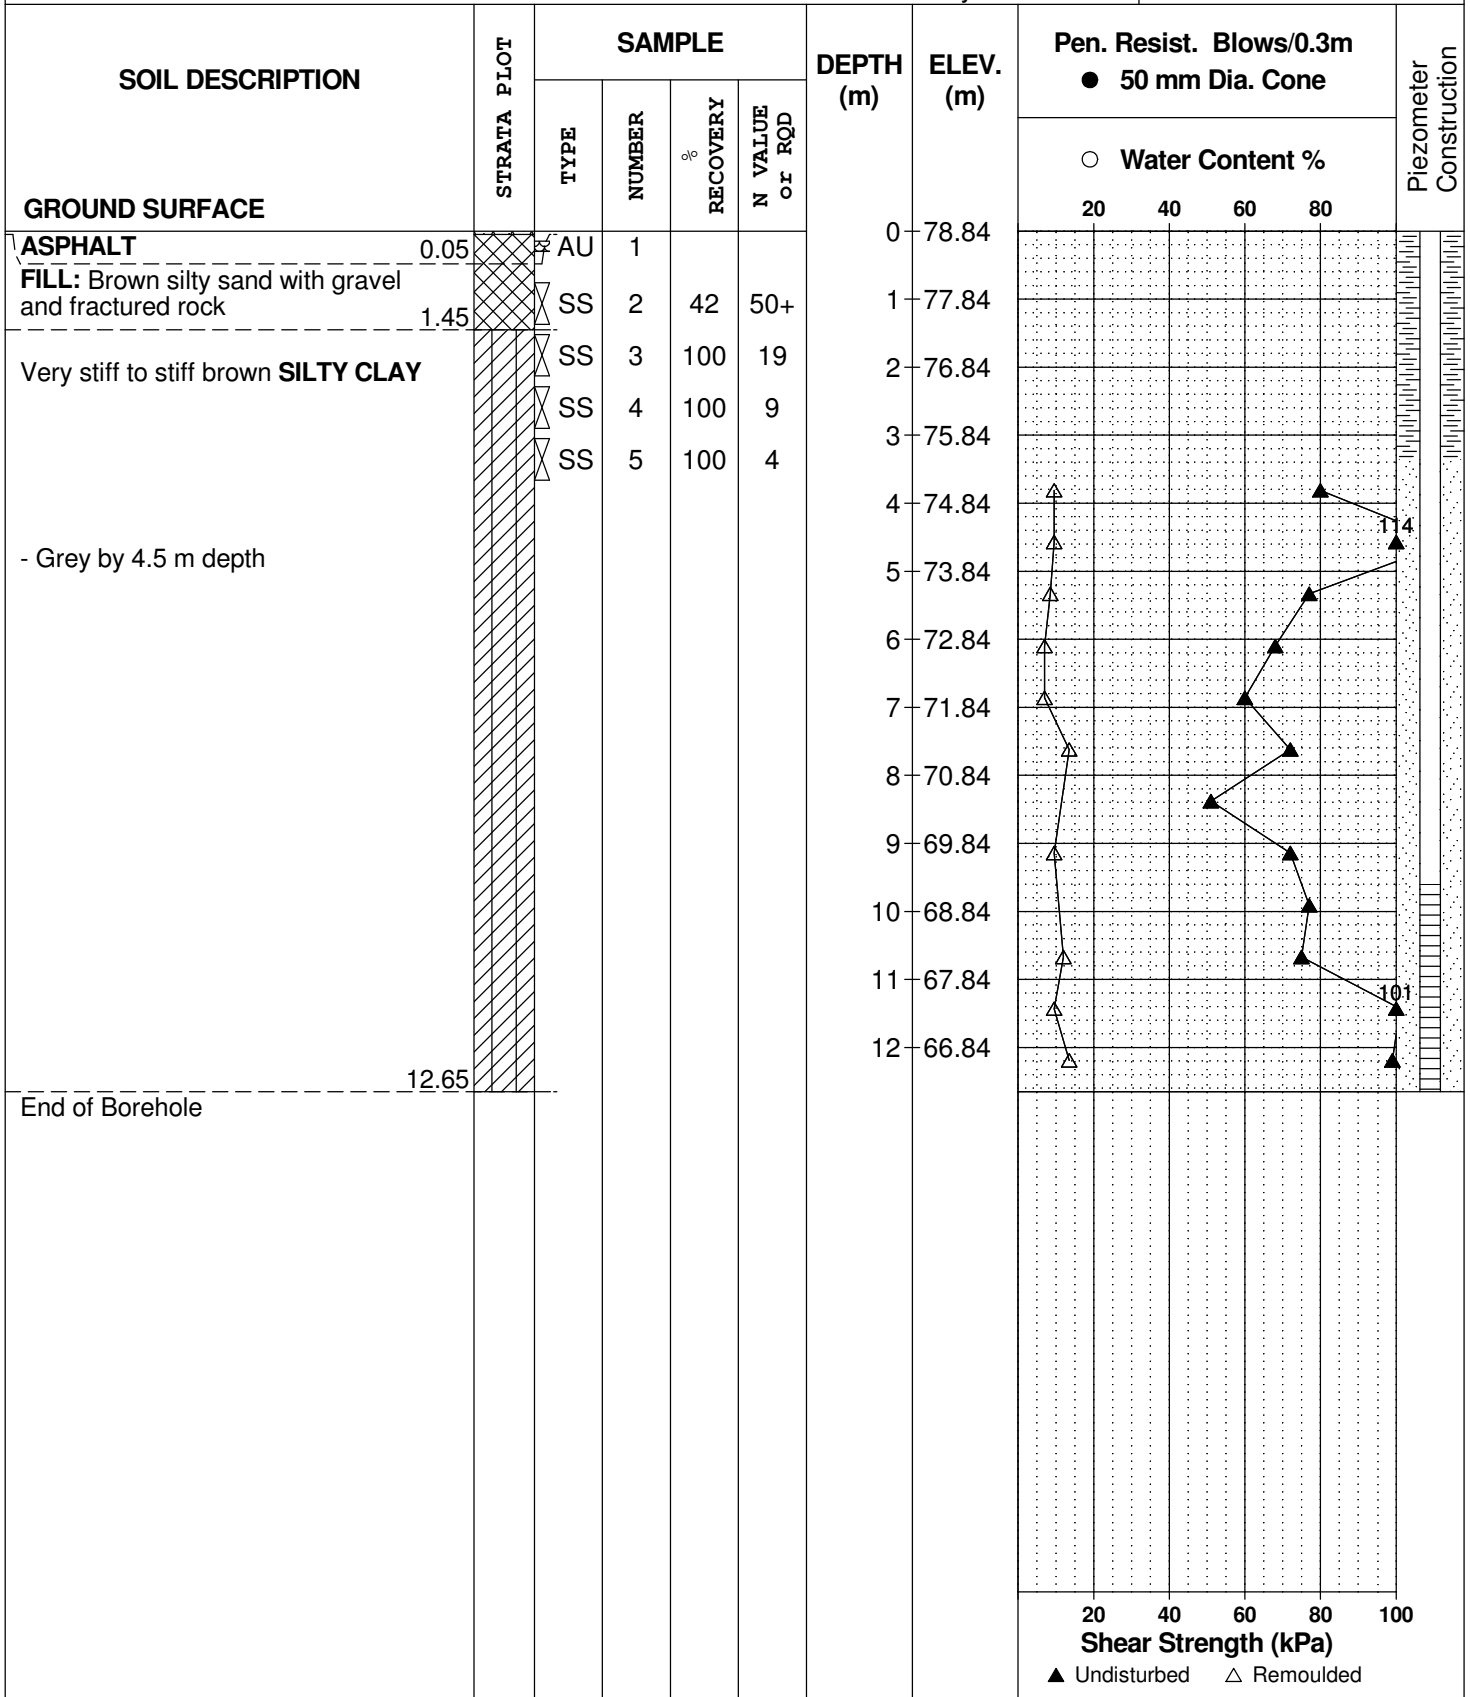 SOIL DESCRIPTION
GROUND SURFACE
STRATA PLOT
SAMPLE
TYPE
NUMBER
% RECOVERY
N VALUE or RQD
DEPTH (m)
ELEV. (m)
Pen. Resist. Blows/0.3m
● 50 mm Dia. Cone
○ Water Content %
20 40 60 80
Piezometer Construction
ASPHALT 0.05
FILL: Brown silty sand with gravel
and fractured rock 1.45
Very stiff to stiff brown SILTY CLAY
- Grey by 4.5 m depth
12.65
End of Borehole
AU 1
SS 2 42 50+
SS 3 100 19
SS 4 100 9
SS 5 100 4
0 78.84
1 77.84
2 76.84
3 75.84
4 74.84
5 73.84
6 72.84
7 71.84
8 70.84
9 69.84
10 68.84
11 67.84
12 66.84
114
101
20 40 60 80 100
Shear Strength (kPa)
▲ Undisturbed △ Remoulded